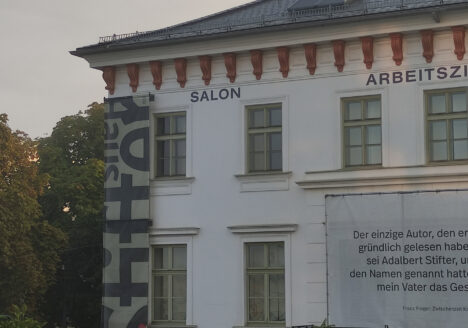 SALON
ARBEITSZI
Der einzige Autor, den er
gründlich gelesen habe
sei Adalbert Stifter, u
den Namen genannt hatt
mein Vater das Ges